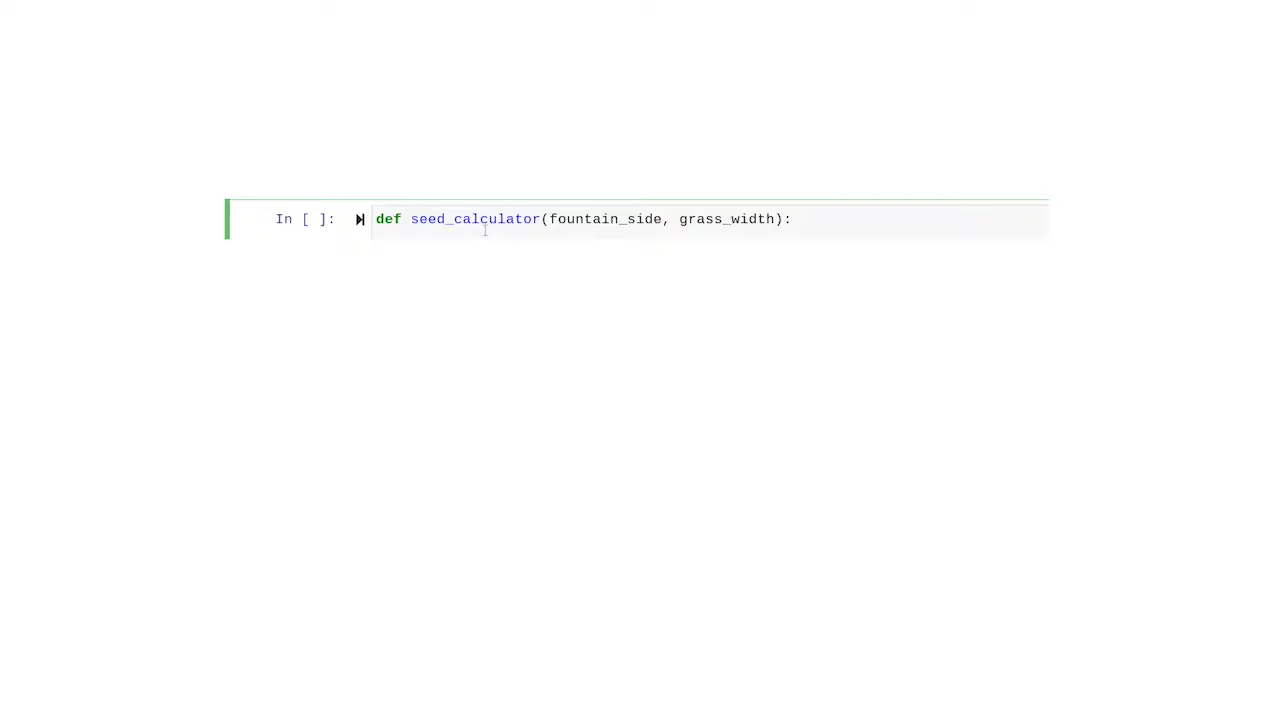 In [ ]: def seed_calculator(fountain_side, grass_width):